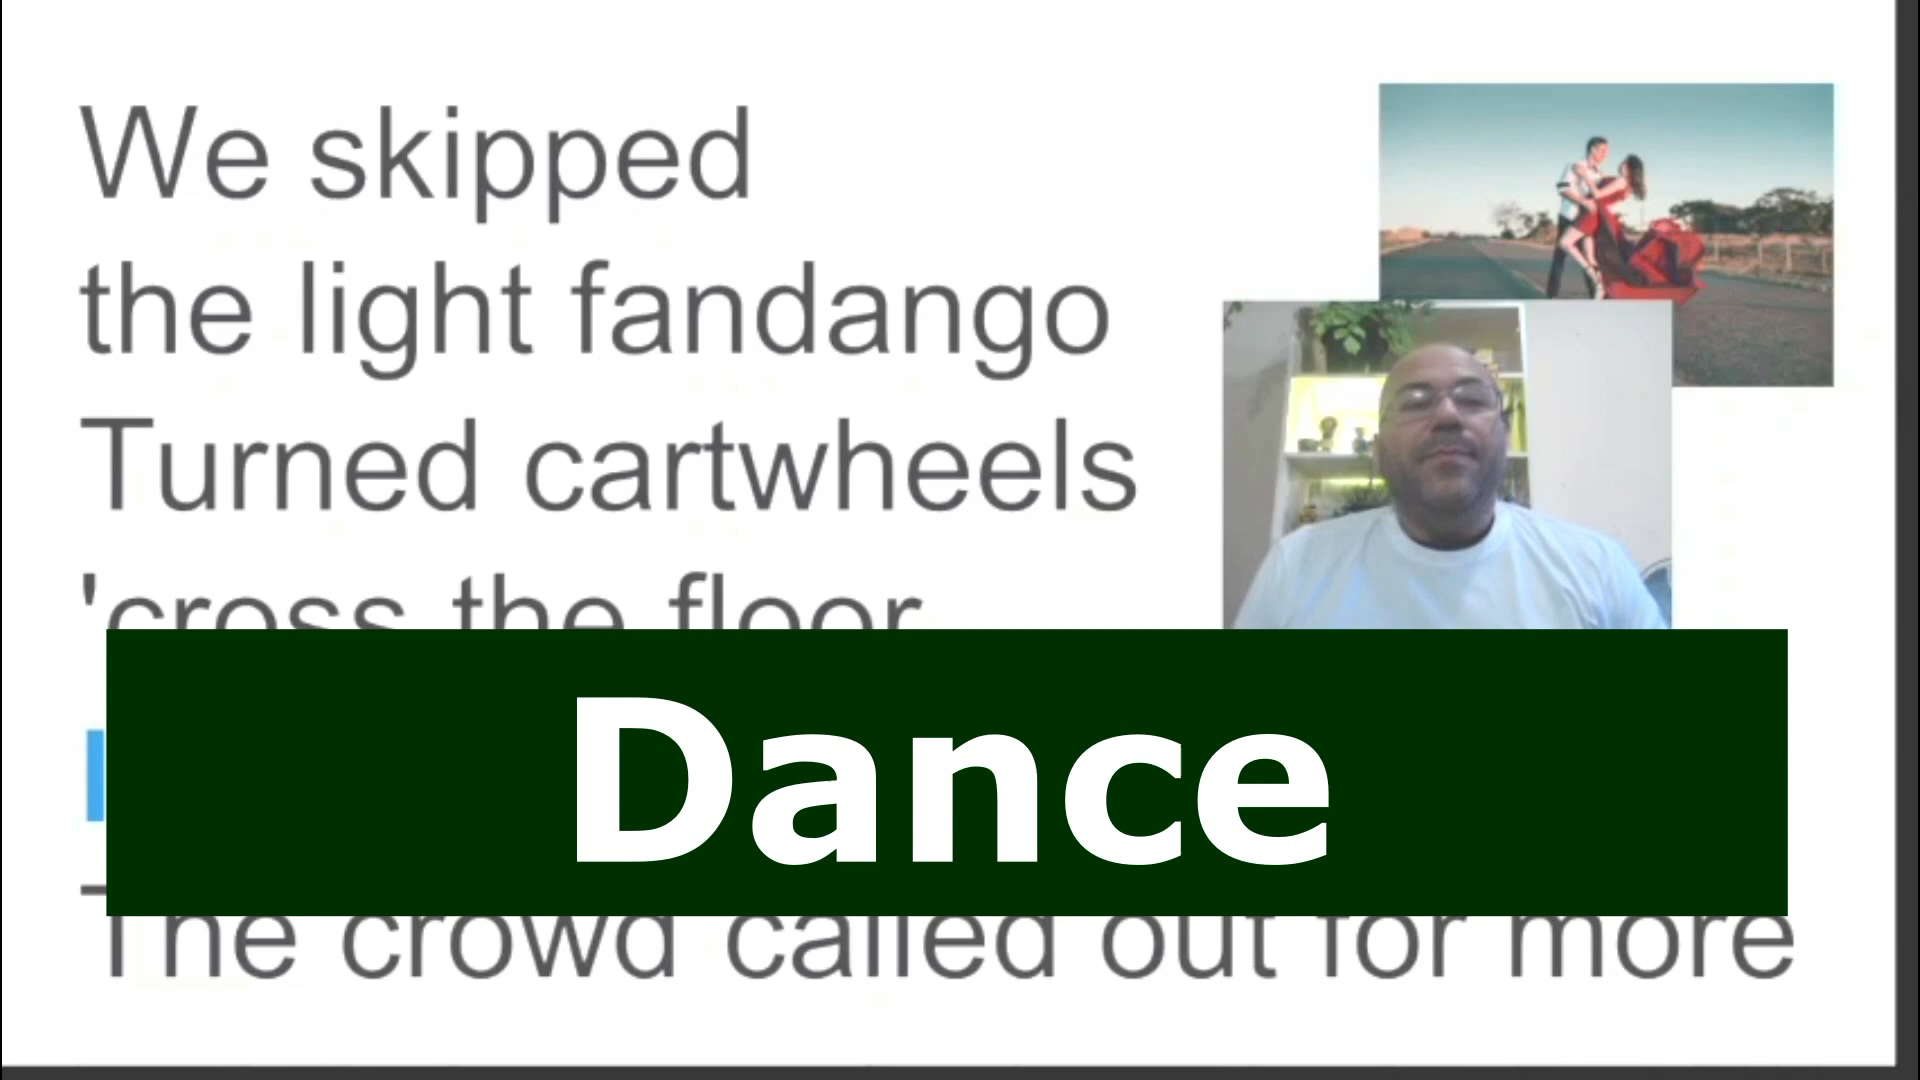 We skipped
the light fandango
Turned cartwheels
'cross the floor
Dance
The crowd called out for more